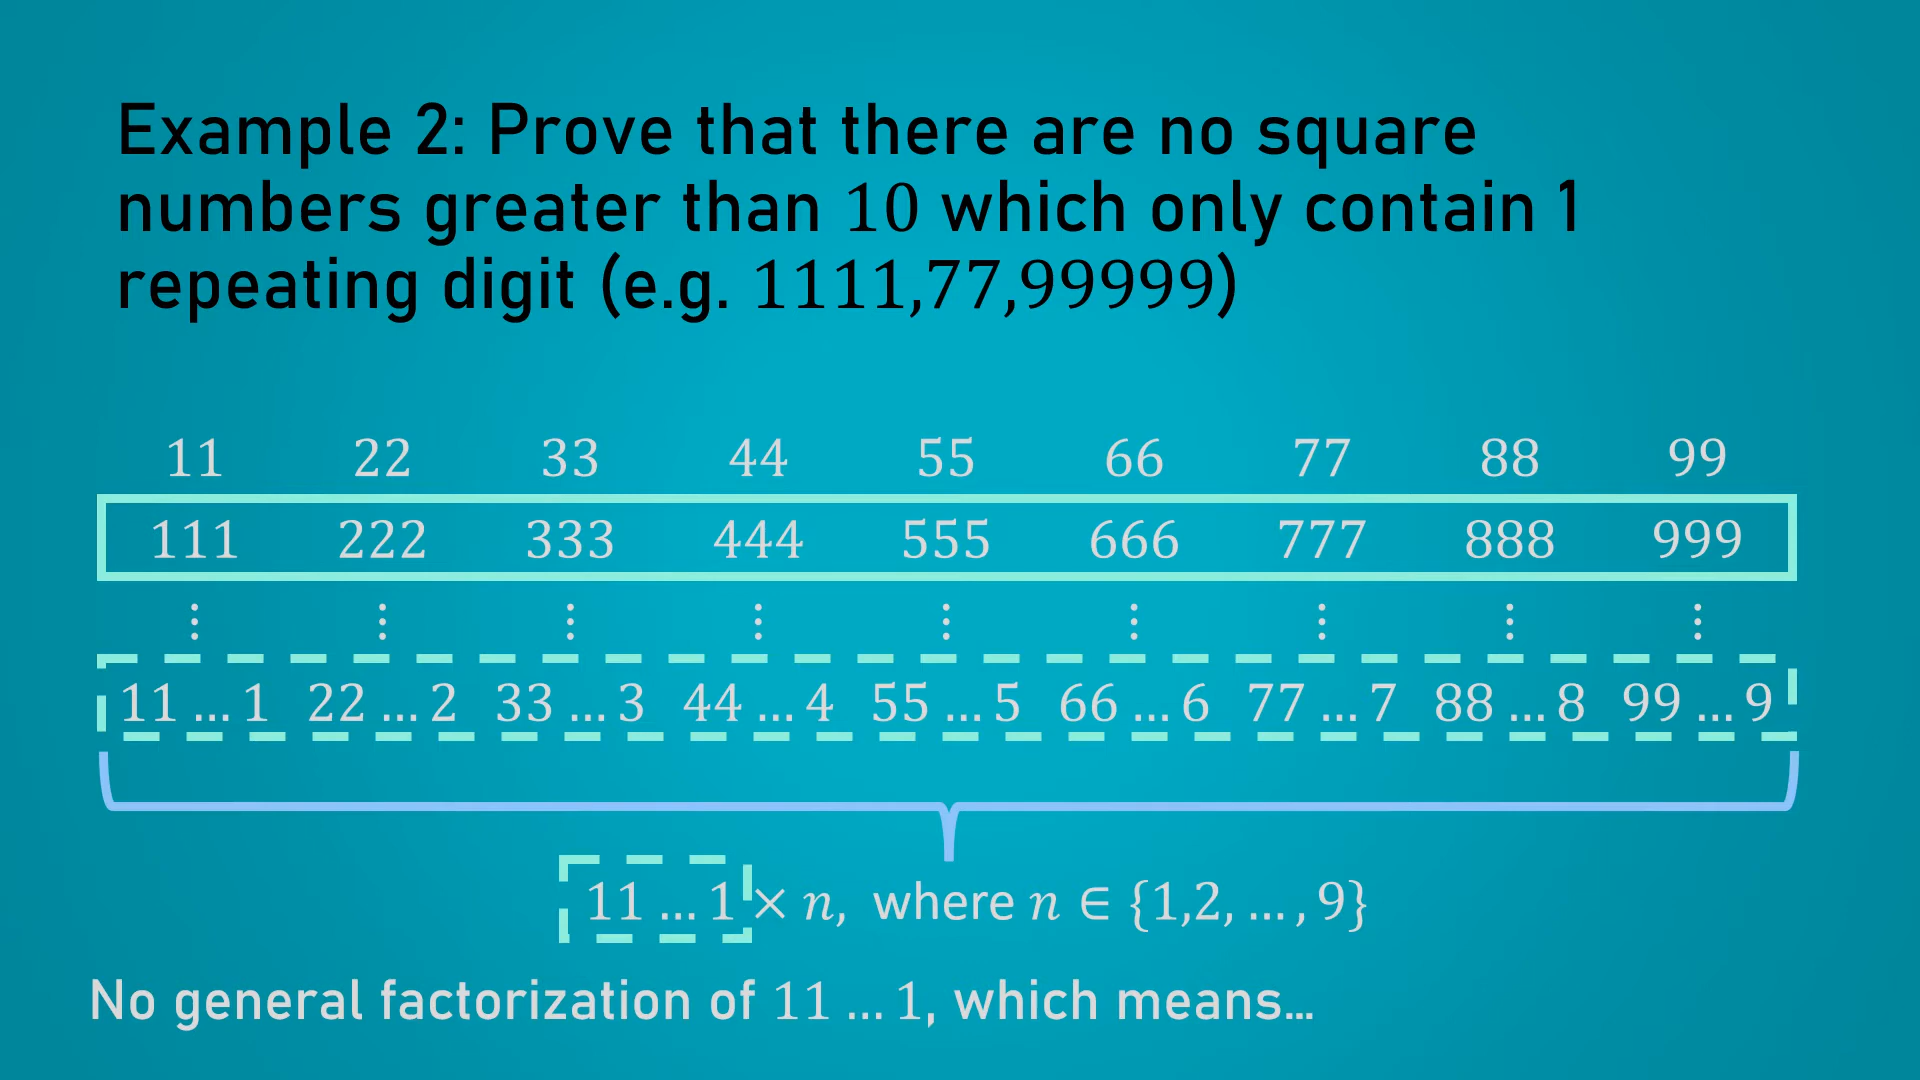 Example 2: Prove that there are no square
numbers greater than 10 which only contain 1
repeating digit (e.g. 1111,77,99999)
11 22 33 44 55 66 77 88 99
111 222 333 444 555 666 777 888 999
⋮ ⋮ ⋮ ⋮ ⋮ ⋮ ⋮ ⋮ ⋮
11 … 1 22 … 2 33 … 3 44 … 4 55 … 5 66 … 6 77 … 7 88 … 8 99 … 9
11 … 1 × n, where n ∈ {1,2, … , 9}
No general factorization of 11 … 1, which means…